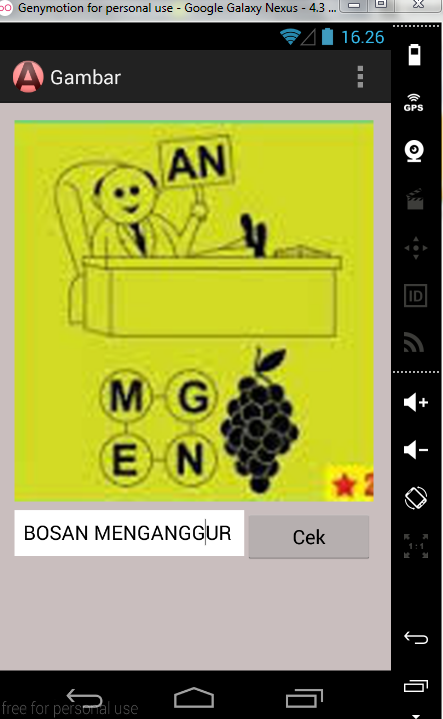 Genymotion for personal use - Google Galaxy Nexus - 4.3 ...
16.26
GPS
Gambar
AN
ID
M G
E N
2
BOSAN MENGANGGUR
Cek
1:1
free for personal use